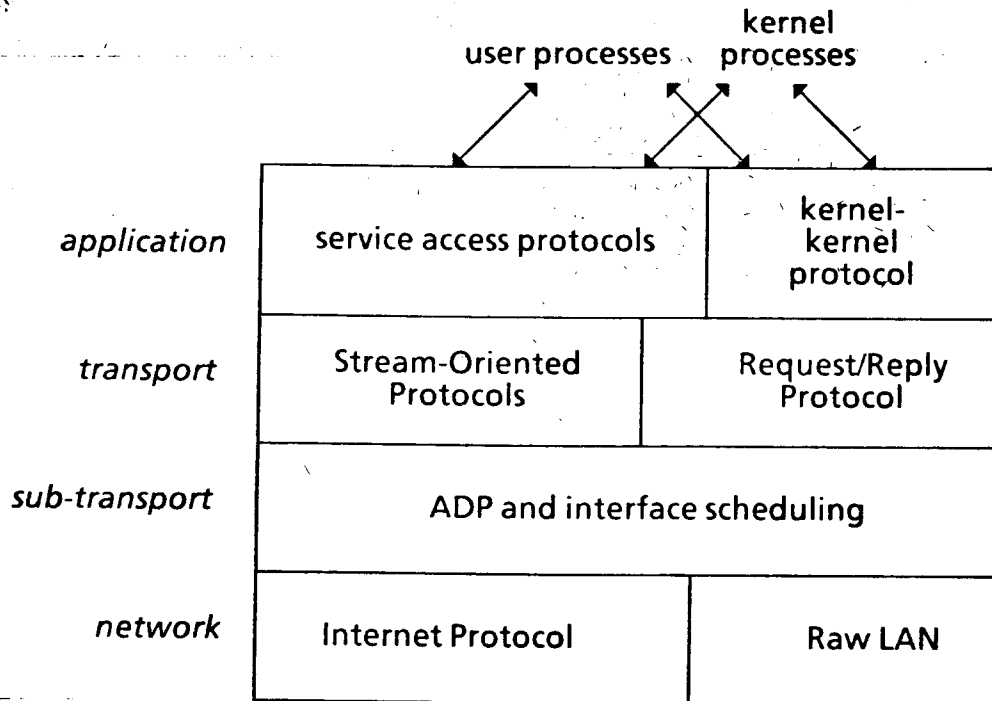 kernel
user processes processes
application
service access protocols
kernel-
kernel
protocol
transport
Stream-Oriented
Protocols
Request/Reply
Protocol
sub-transport
ADP and interface scheduling
network
Internet Protocol
Raw LAN